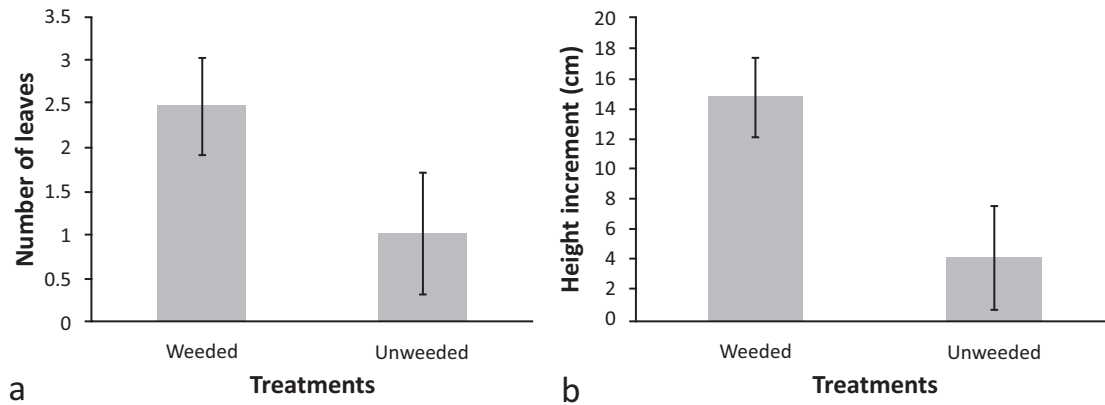 Number of leaves
3.5
3
2.5
2
1.5
1
0.5
0
Weeded
Unweeded
Treatments
a
Height increment (cm)
20
18
16
14
12
10
8
6
4
2
0
Weeded
Unweeded
Treatments
b